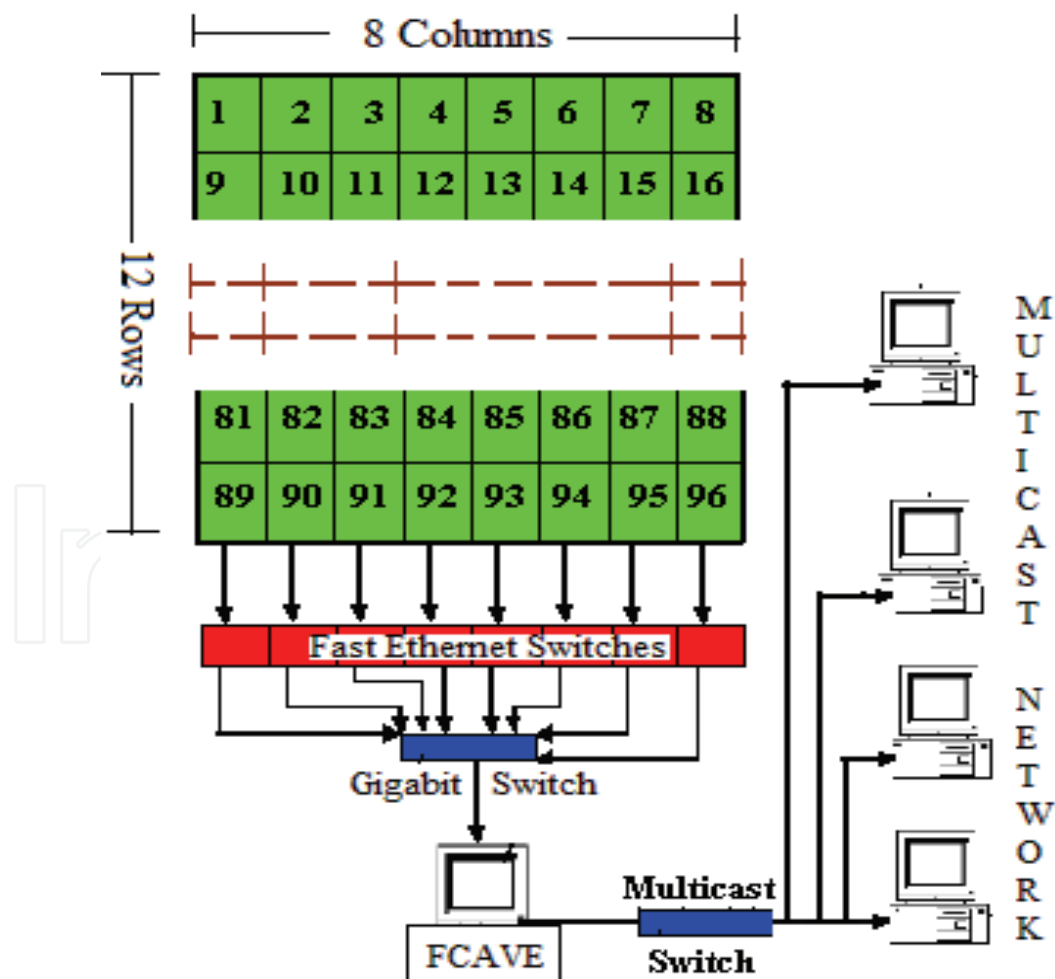 8 Columns
12 Rows
1 2 3 4 5 6 7 8
9 10 11 12 13 14 15 16
81 82 83 84 85 86 87 88
89 90 91 92 93 94 95 96
Fast Ethernet Switches
Gigabit Switch
FCAVE
Multicast
Switch
MULTICAST
NETWORK